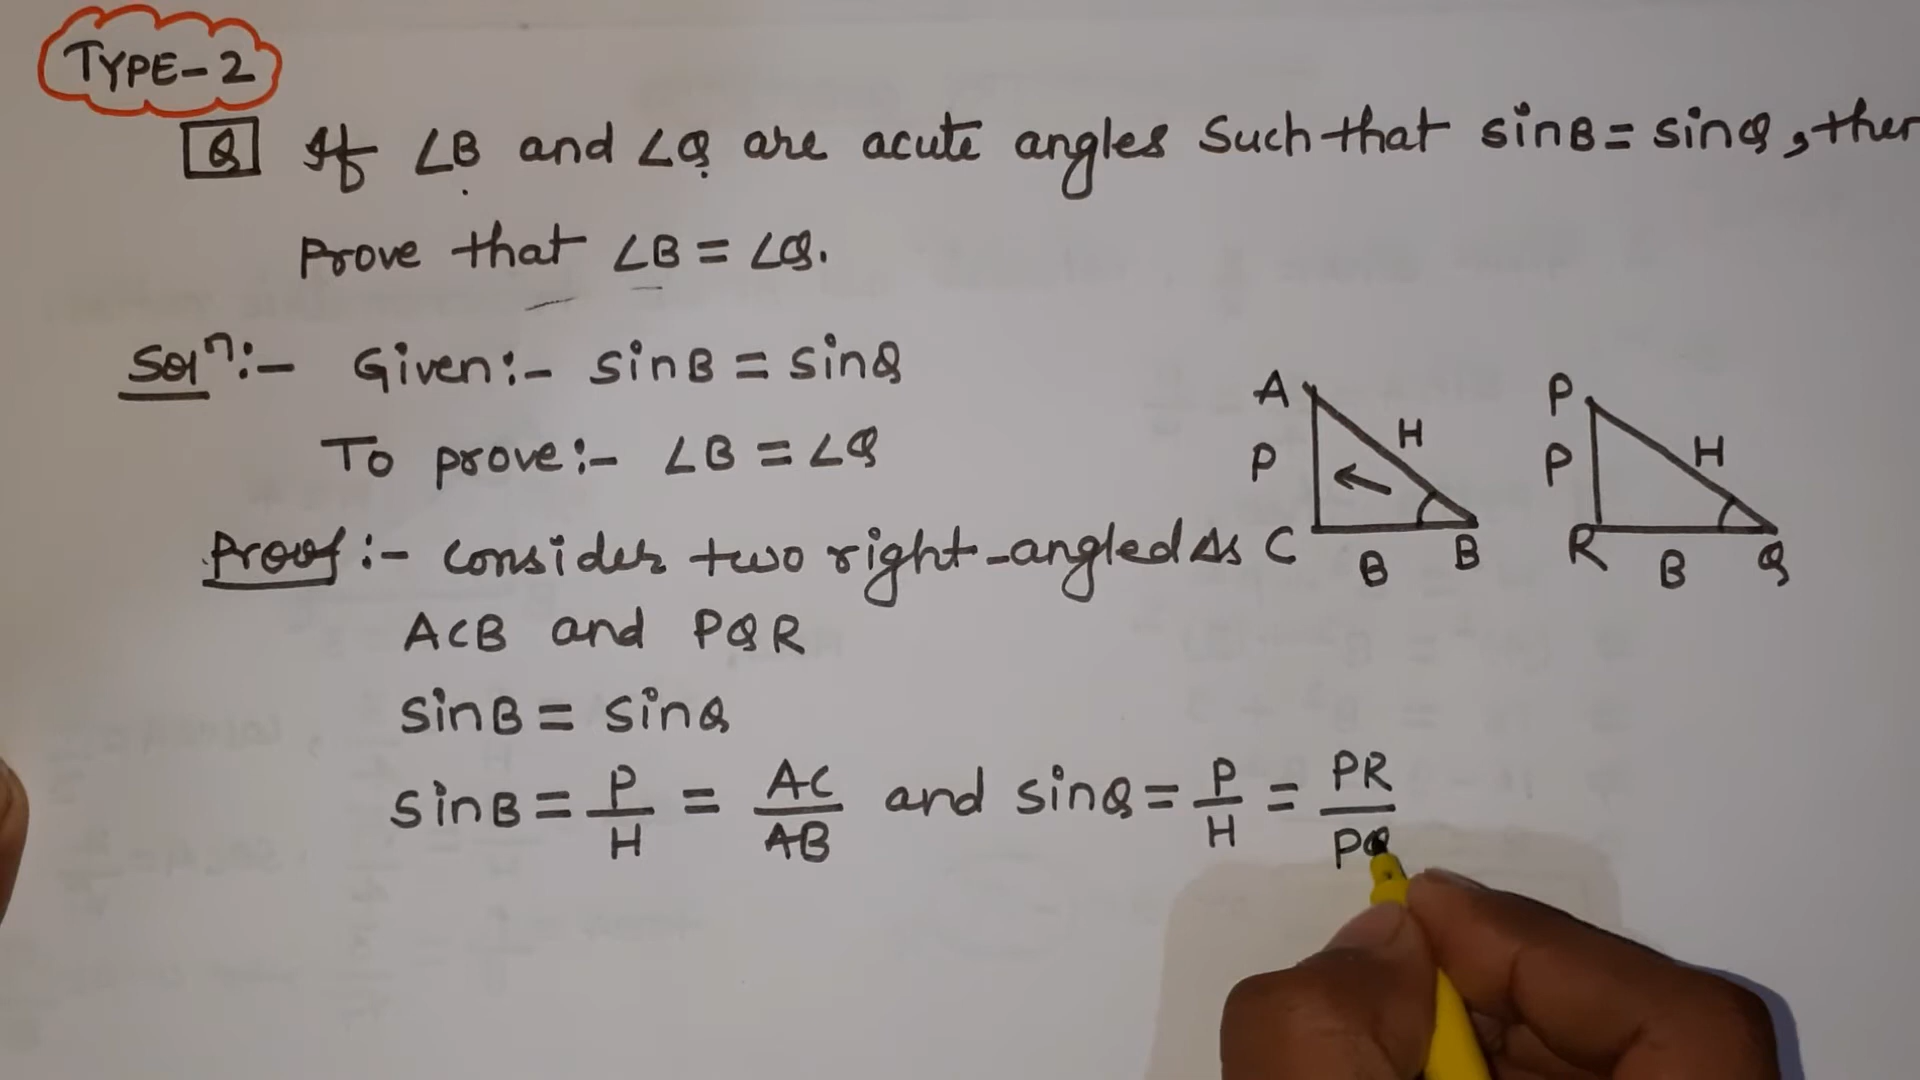 TYPE-2
Q If ∠B and ∠Q are acute angles Such that sinB = sinQ, then
Prove that ∠B = ∠Q.
Solⁿ:- Given:- sinB = sinQ
To prove:- ∠B = ∠Q
Proof:- Consider two right-angled Δs
ACB and PQR
sinB = sinQ
sinB = P/H = AC/AB and sinQ = P/H = PR/PQ
A
P H
C B B
P
P H
R B Q